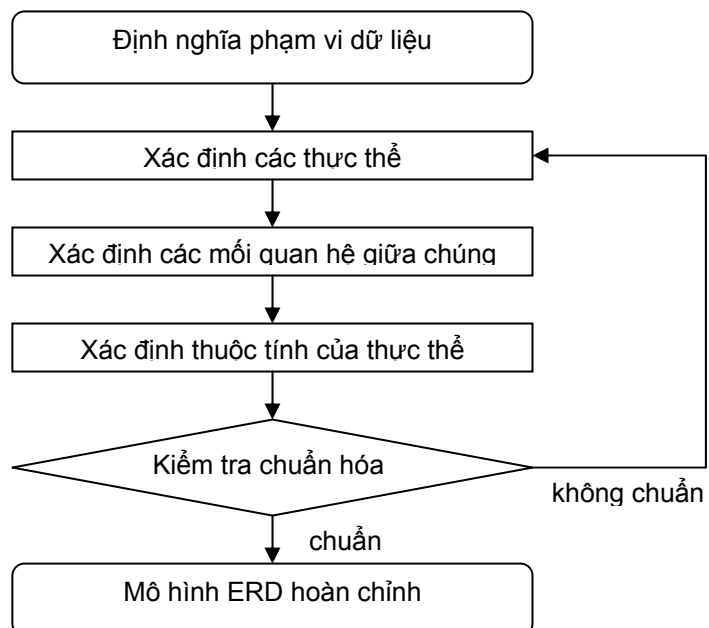 Định nghĩa phạm vi dữ liệu
Xác định các thực thể
Xác định các mối quan hệ giữa chúng
Xác định thuộc tính của thực thể
Kiểm tra chuẩn hóa
không chuẩn
chuẩn
Mô hình ERD hoàn chỉnh